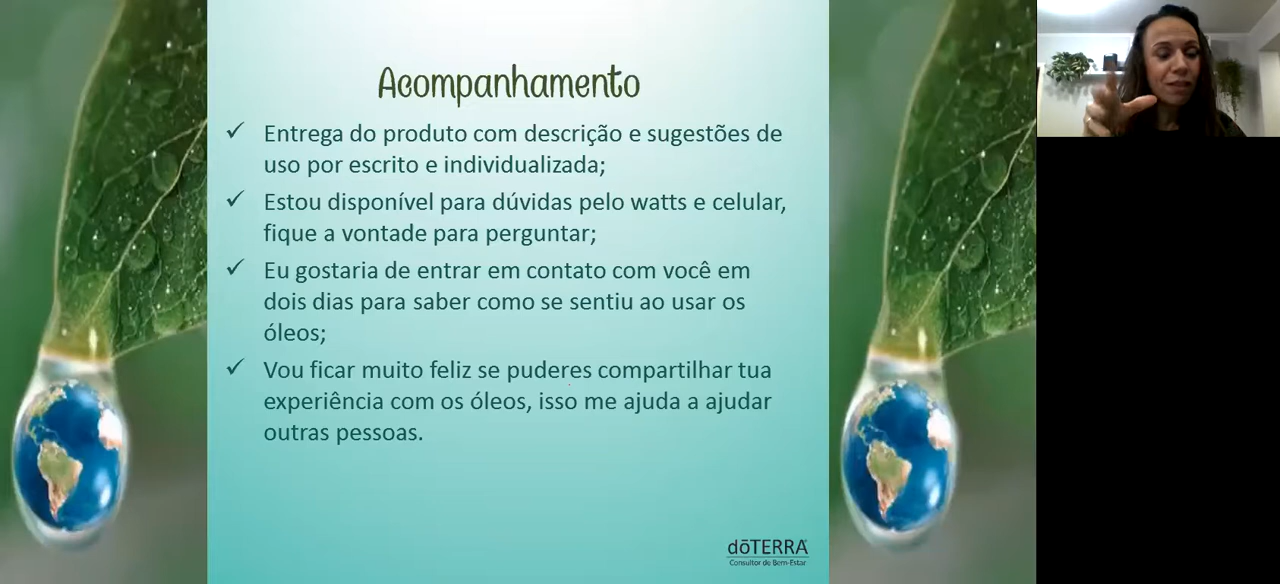 Acompanhamento
✓ Entrega do produto com descrição e sugestões de
uso por escrito e individualizada;
✓ Estou disponível para dúvidas pelo watts e celular,
fique a vontade para perguntar;
✓ Eu gostaria de entrar em contato com você em
dois dias para saber como se sentiu ao usar os
óleos;
✓ Vou ficar muito feliz se puderes compartilhar tua
experiência com os óleos, isso me ajuda a ajudar
outras pessoas.
dōTERRA
Consultor de Bem-Estar